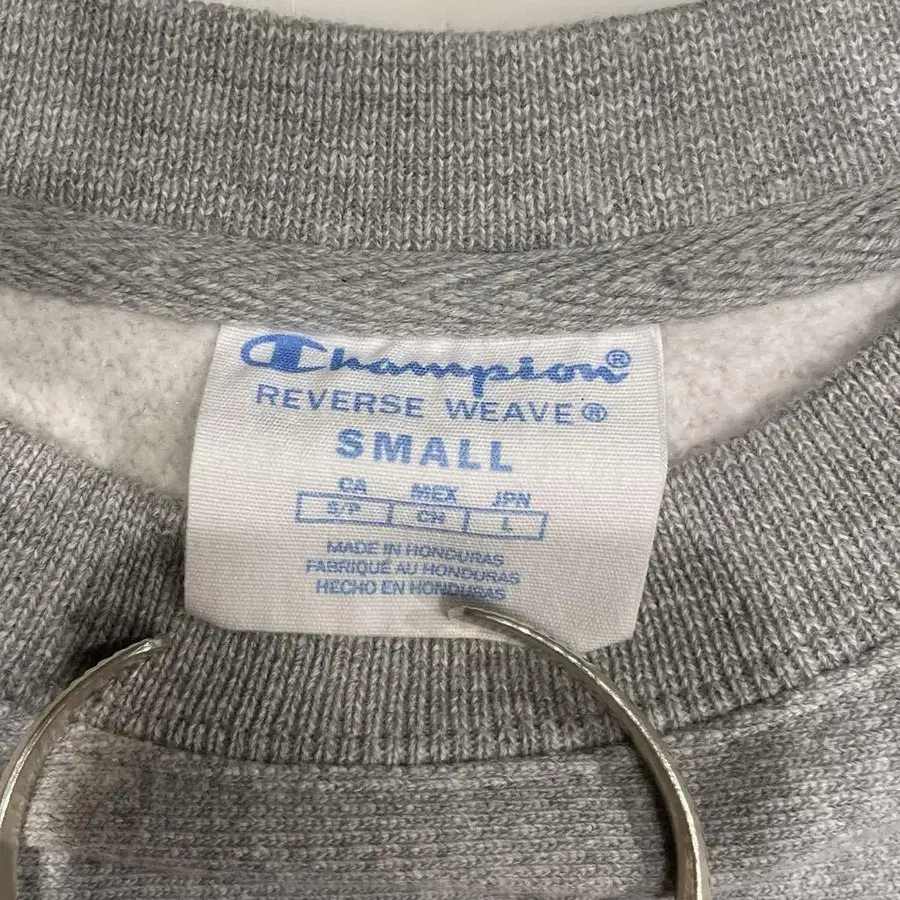 Champion®
REVERSE WEAVE®
SMALL
CA MEX JPN
S/P CH L
MADE IN HONDURAS
FABRIQUÉ AU HONDURAS
HECHO EN HONDURAS